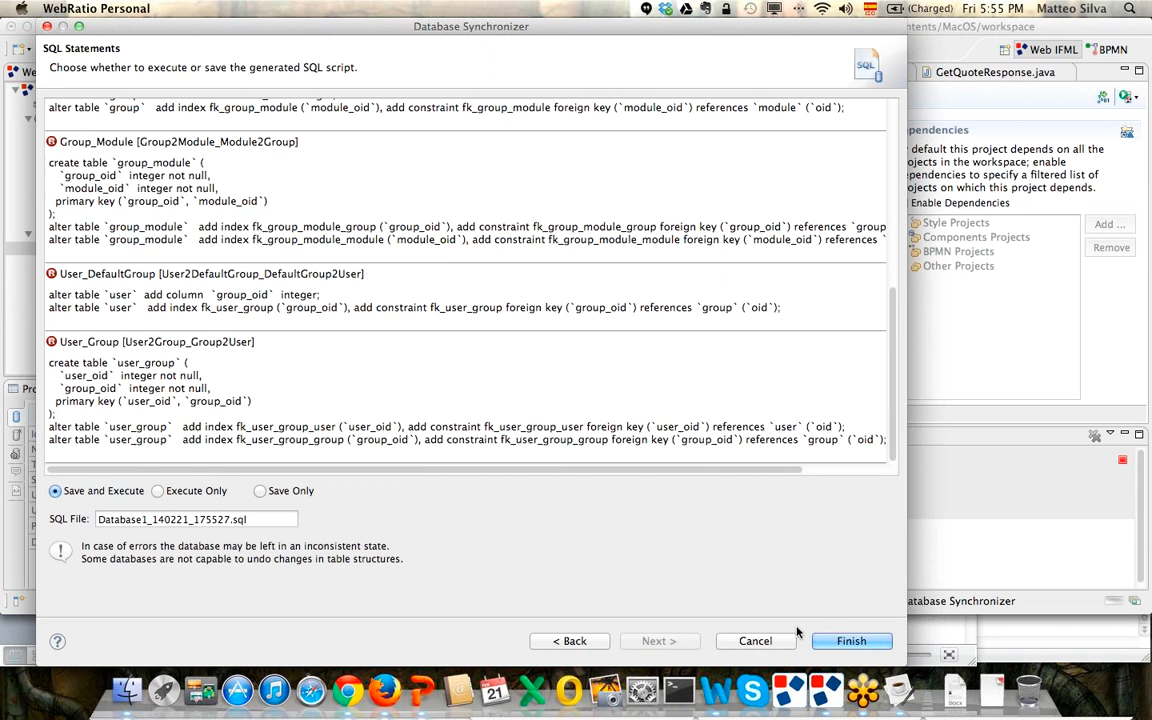 WebRatio Personal
(Charged) Fri 5:55 PM Matteo Silva
Database Synchronizer
SQL Statements
Choose whether to execute or save the generated SQL script.
alter table `group`   add index fk_group_module (`module_oid`), add constraint fk_group_module foreign key (`module_oid`) references `module` (`oid`);
Group_Module [Group2Module_Module2Group]
create table `group_module` (
`group_oid`  integer not null,
`module_oid`  integer not null,
primary key (`group_oid`, `module_oid`)
);
alter table `group_module`   add index fk_group_module_group (`group_oid`), add constraint fk_group_module_group foreign key (`group_oid`) references `group
alter table `group_module`   add index fk_group_module_module (`module_oid`), add constraint fk_group_module_module foreign key (`module_oid`) references `
User_DefaultGroup [User2DefaultGroup_DefaultGroup2User]
alter table `user`  add column  `group_oid`  integer;
alter table `user`   add index fk_user_group (`group_oid`), add constraint fk_user_group foreign key (`group_oid`) references `group` (`oid`);
User_Group [User2Group_Group2User]
create table `user_group` (
`user_oid`  integer not null,
`group_oid`  integer not null,
primary key (`user_oid`, `group_oid`)
);
alter table `user_group`   add index fk_user_group_user (`user_oid`), add constraint fk_user_group_user foreign key (`user_oid`) references `user` (`oid`);
alter table `user_group`   add index fk_user_group_group (`group_oid`), add constraint fk_user_group_group foreign key (`group_oid`) references `group` (`oid`);
Save and Execute
Execute Only
Save Only
SQL File: Database1_140221_175527.sql
In case of errors the database may be left in an inconsistent state.
Some databases are not capable to undo changes in table structures.
< Back
Next >
Cancel
Finish
ntents/MacOS/workspace
Web IFML
BPMN
GetQuoteResponse.java
pendencies
default this project depends on all the
ojects in the workspace; enable
pendencies to specify a filtered list of
ojects on which this project depends.
Enable Dependencies
Style Projects
Components Projects
BPMN Projects
Other Projects
Add ...
Remove
atabase Synchronizer
We
Pro
SQL
21
DOCX